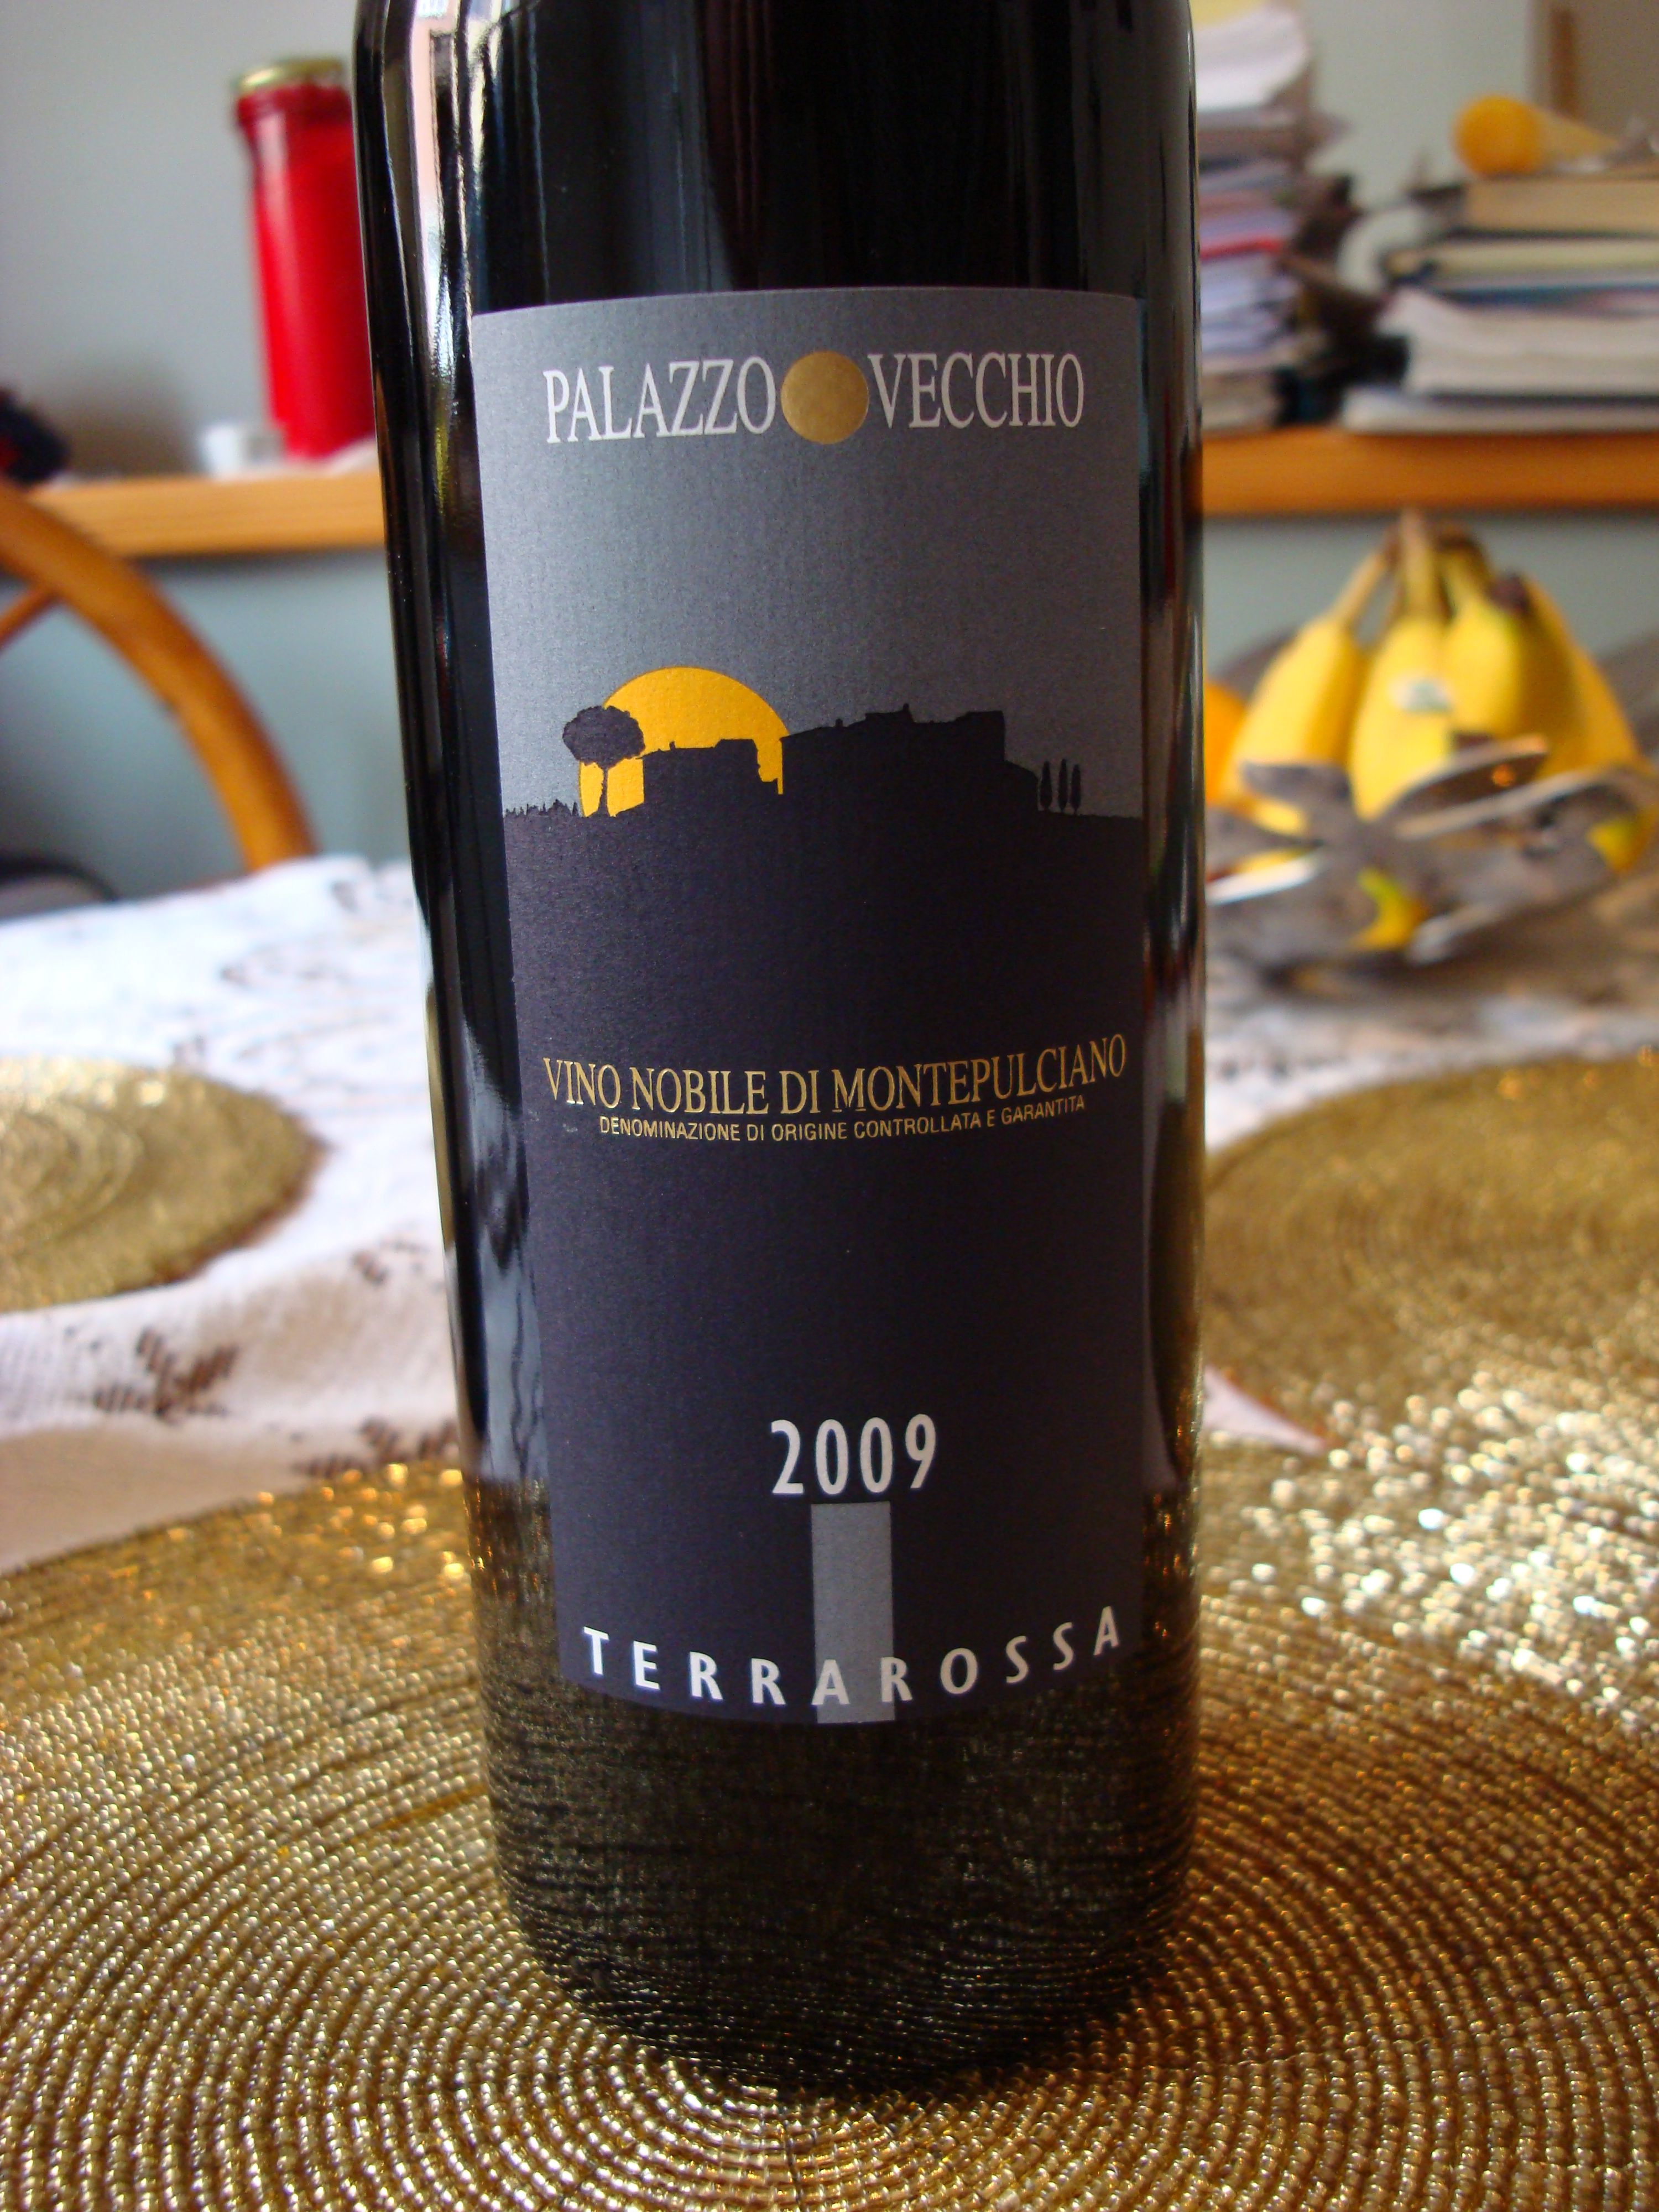 PALAZZO VECCHIO
VINO NOBILE DI MONTEPULCIANO
DENOMINAZIONE DI ORIGINE CONTROLLATA E GARANTITA
2009
TERRAROSSA